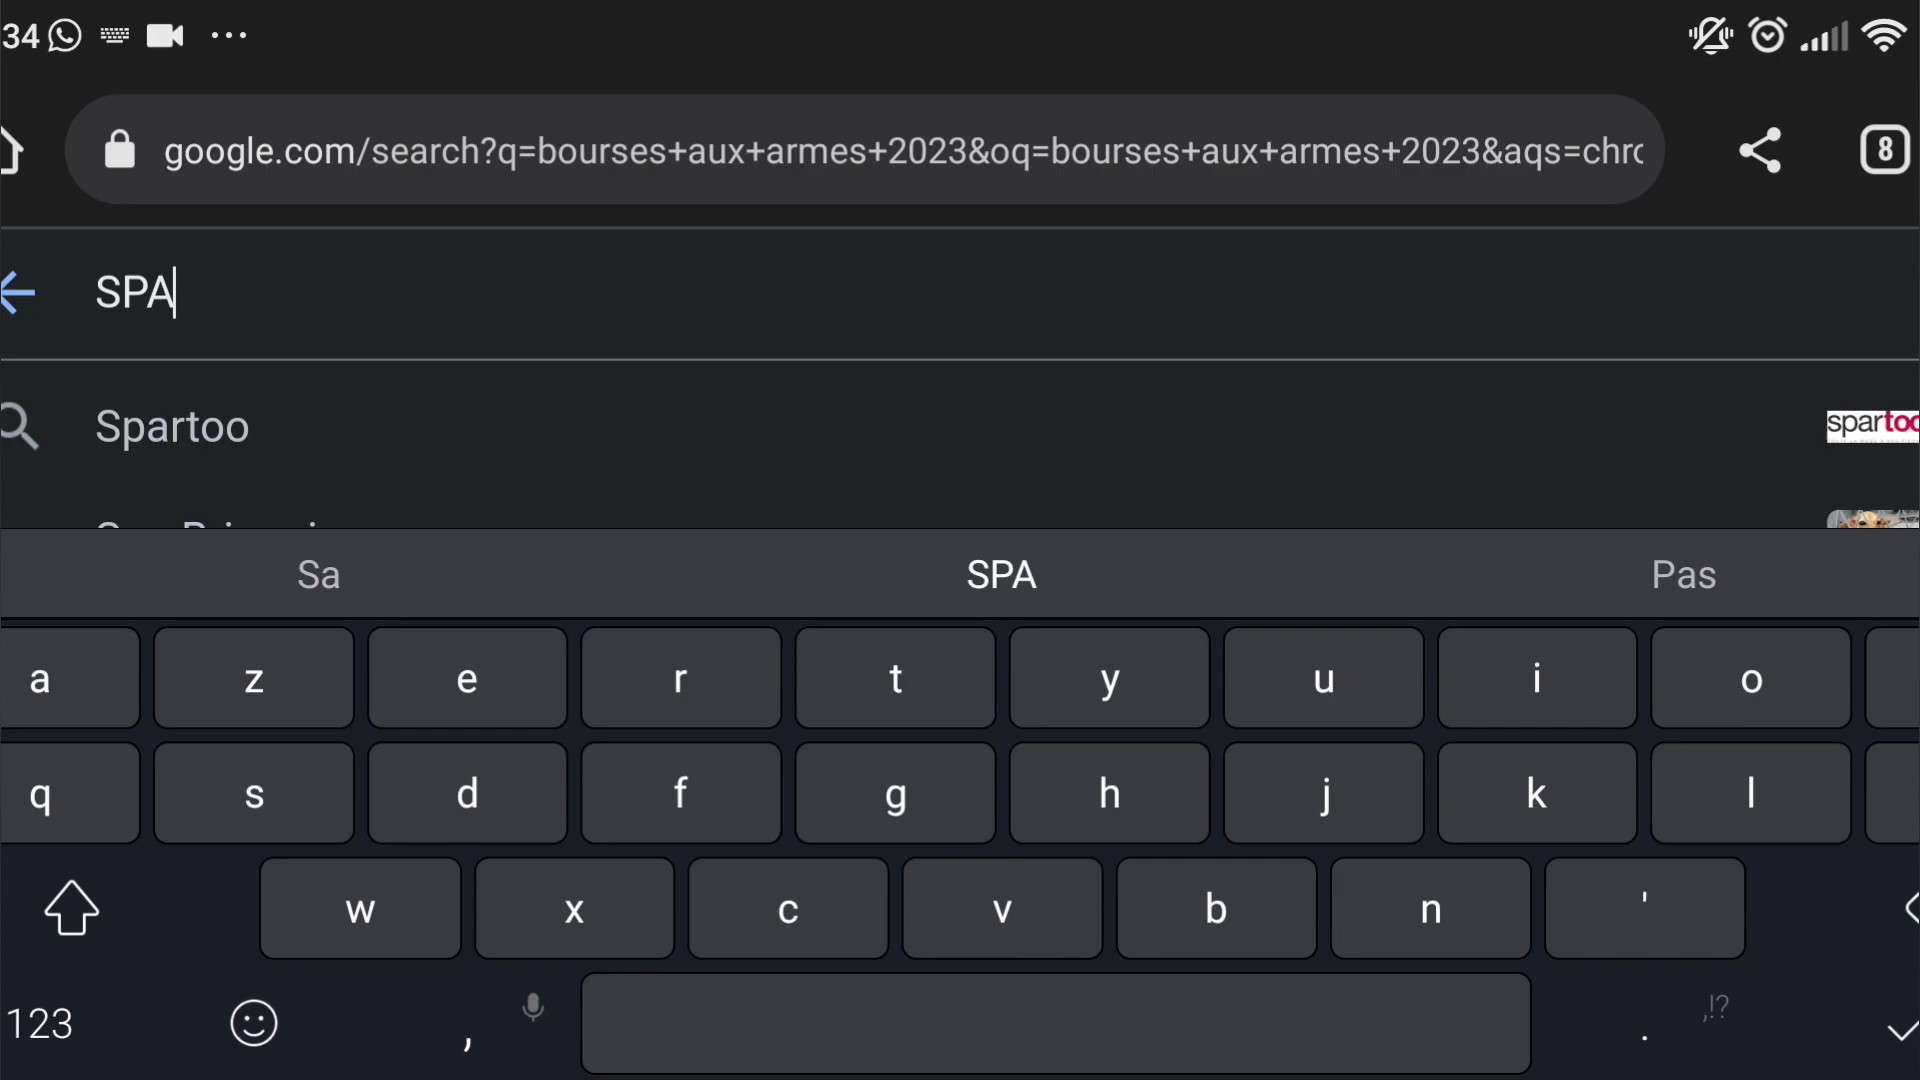 34
google.com/search?q=bourses+aux+armes+2023&oq=bourses+aux+armes+2023&aqs=chrc
8
SPA
Spartoo
spartoo
Sa SPA Pas
a z e r t y u i o
q s d f g h j k l
w x c v b n '
123 , . ,!?